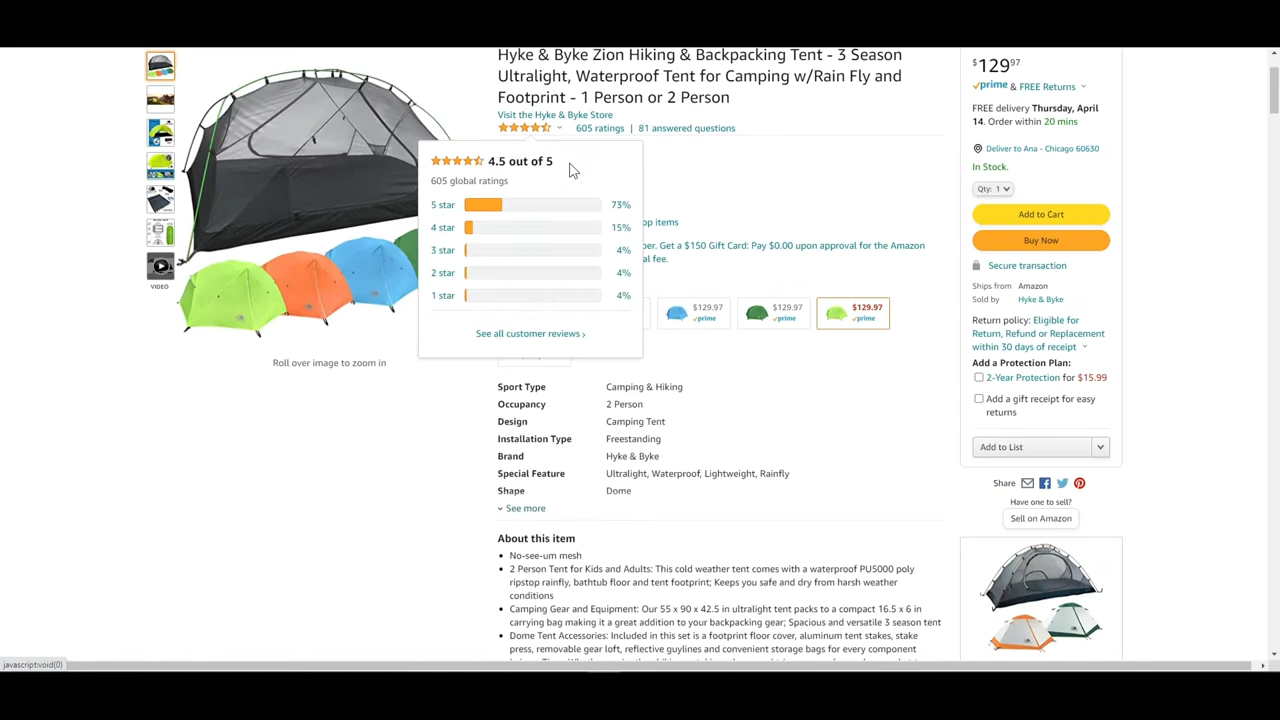 VIDEO
Roll over image to zoom in
Hyke & Byke Zion Hiking & Backpacking Tent - 3 Season
Ultralight, Waterproof Tent for Camping w/Rain Fly and
Footprint - 1 Person or 2 Person
Visit the Hyke & Byke Store
605 ratings | 81 answered questions
4.5 out of 5
605 global ratings
5 star 73%
4 star 15%
3 star 4%
2 star 4%
1 star 4%
See all customer reviews ›
op items
ber. Get a $150 Gift Card: Pay $0.00 upon approval for the Amazon
al fee.
$129.97
prime
$129.97
prime
$129.97
prime
Sport Type Camping & Hiking
Occupancy 2 Person
Design Camping Tent
Installation Type Freestanding
Brand Hyke & Byke
Special Feature Ultralight, Waterproof, Lightweight, Rainfly
Shape Dome
See more
About this item
• No-see-um mesh
• 2 Person Tent for Kids and Adults: This cold weather tent comes with a waterproof PU5000 poly
ripstop rainfly, bathtub floor and tent footprint; Keeps you safe and dry from harsh weather
conditions
• Camping Gear and Equipment: Our 55 x 90 x 42.5 in ultralight tent packs to a compact 16.5 x 6 in
carrying bag making it a great addition to your backpacking gear; Spacious and versatile 3 season tent
• Dome Tent Accessories: Included in this set is a footprint floor cover, aluminum tent stakes, stake
press, removable gear loft, reflective guylines and convenient storage bags for every component
$129.97
prime & FREE Returns
FREE delivery Thursday, April
14. Order within 20 mins
Deliver to Ana - Chicago 60630
In Stock.
Qty: 1
Add to Cart
Buy Now
Secure transaction
Ships from Amazon
Sold by Hyke & Byke
Return policy: Eligible for
Return, Refund or Replacement
within 30 days of receipt
Add a Protection Plan:
2-Year Protection for $15.99
Add a gift receipt for easy
returns
Add to List
Share
Have one to sell?
Sell on Amazon
javascript:void(0)